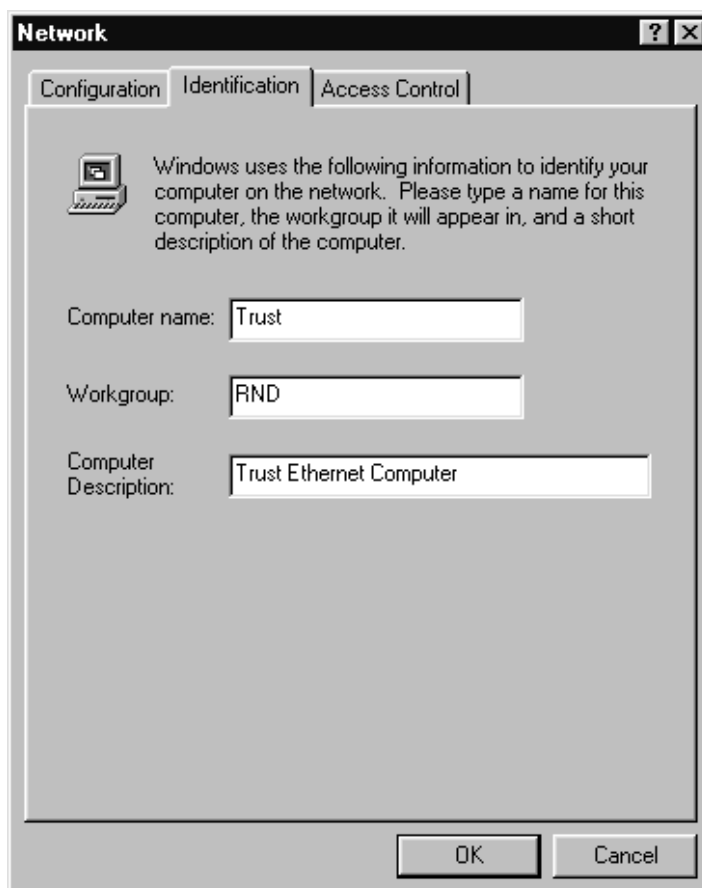 Network
Configuration Identification Access Control
Windows uses the following information to identify your
computer on the network. Please type a name for this
computer, the workgroup it will appear in, and a short
description of the computer.
Computer name: Trust
Workgroup: RND
Computer
Description: Trust Ethernet Computer
OK Cancel